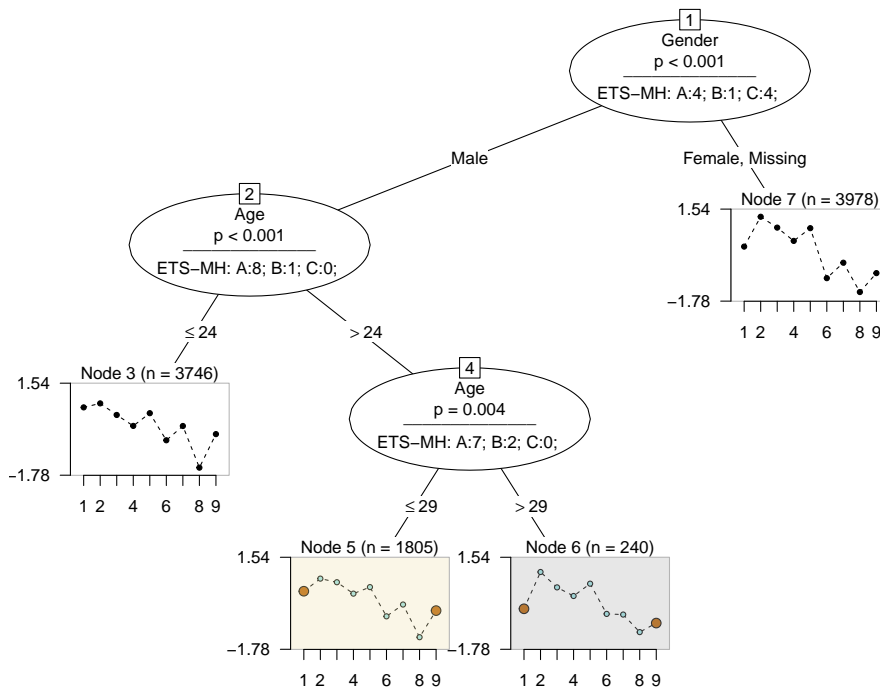 1
Gender
p < 0.001
ETS−MH: A:4; B:1; C:4;
Male
Female, Missing
2
Age
p < 0.001
ETS−MH: A:8; B:1; C:0;
Node 7 (n = 3978)
1.54
−1.78
1 2 4 6 8 9
≤ 24
> 24
Node 3 (n = 3746)
1.54
−1.78
1 2 4 6 8 9
4
Age
p = 0.004
ETS−MH: A:7; B:2; C:0;
≤ 29
> 29
Node 5 (n = 1805)
1.54
−1.78
1 2 4 6 8 9
Node 6 (n = 240)
1.54
−1.78
1 2 4 6 8 9